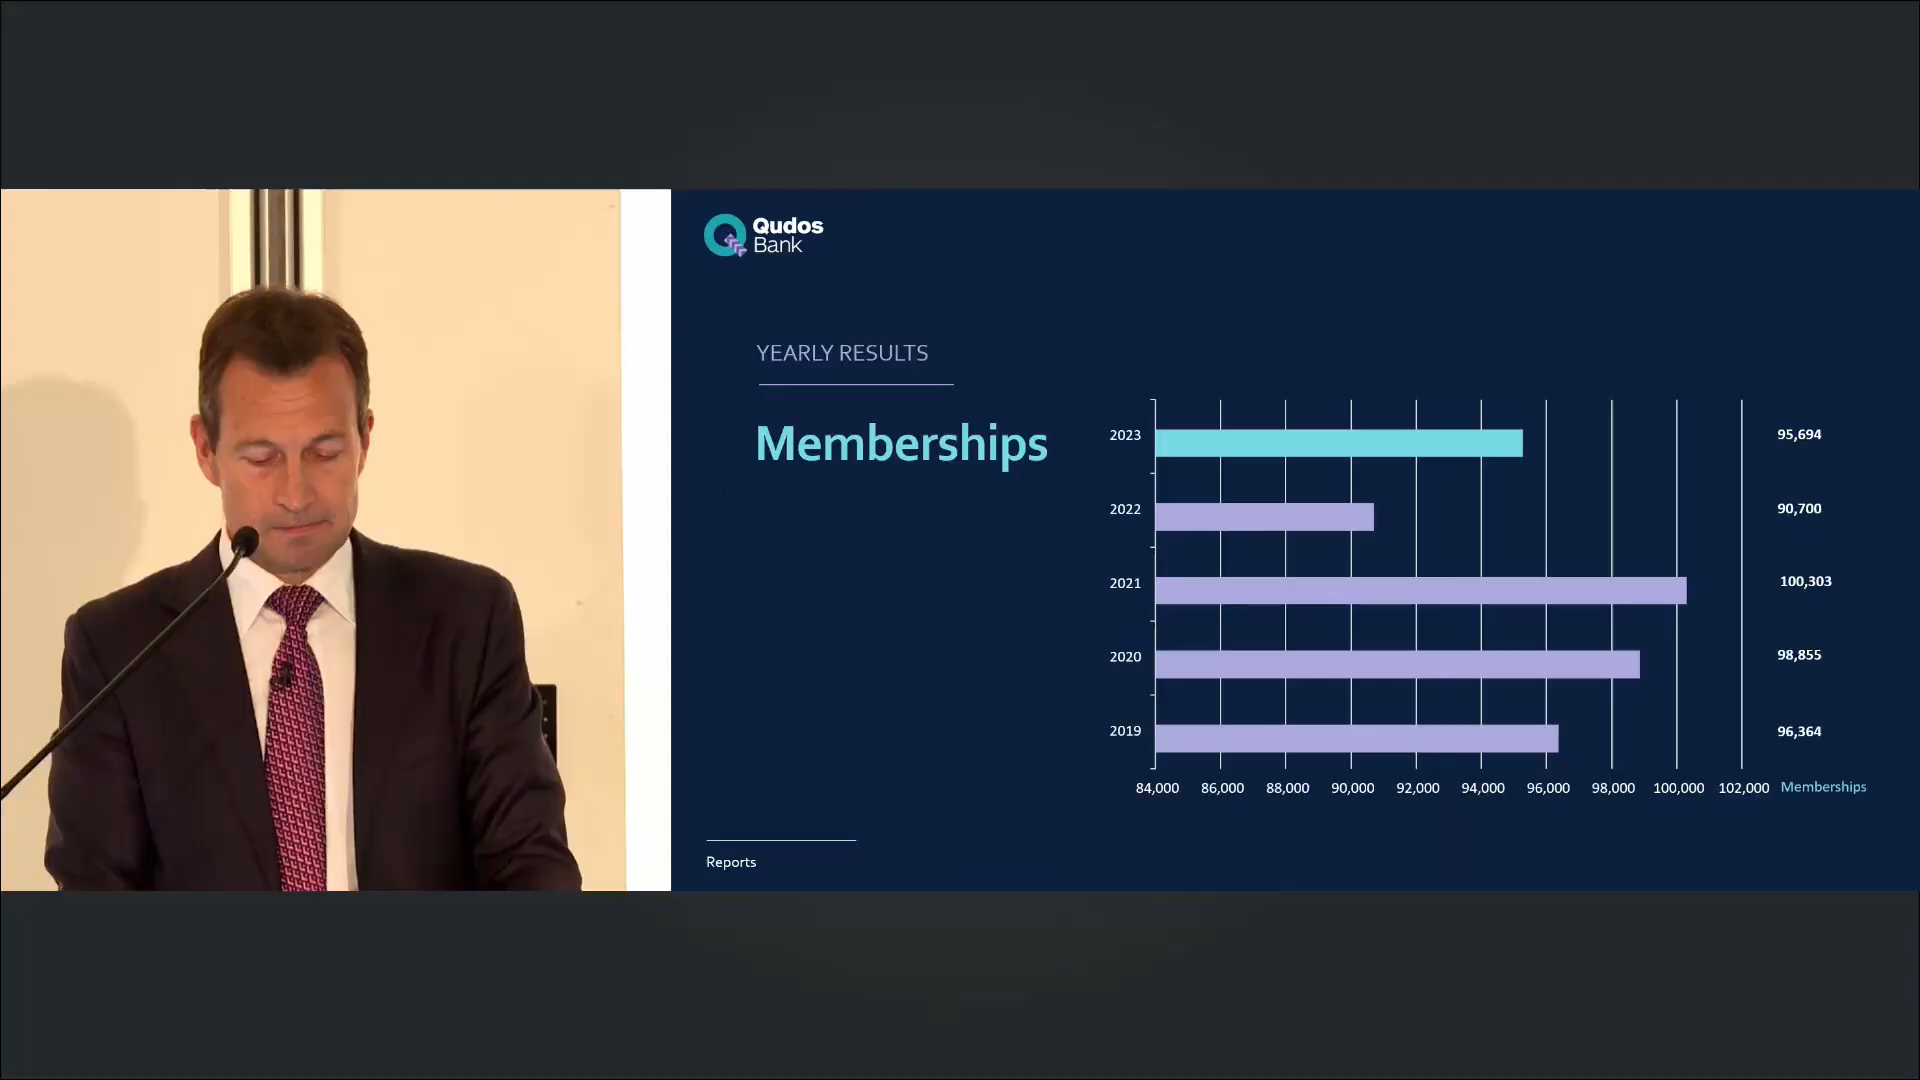 Qudos
Bank
YEARLY RESULTS
Memberships
2023 95,694
2022 90,700
2021 100,303
2020 98,855
2019 96,364
84,000 86,000 88,000 90,000 92,000 94,000 96,000 98,000 100,000 102,000 Memberships
Reports